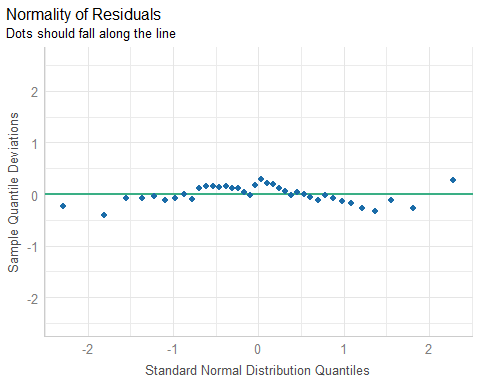 Normality of Residuals
Dots should fall along the line
Sample Quantile Deviations
2
1
0
-1
-2
-2
-1
0
1
2
Standard Normal Distribution Quantiles